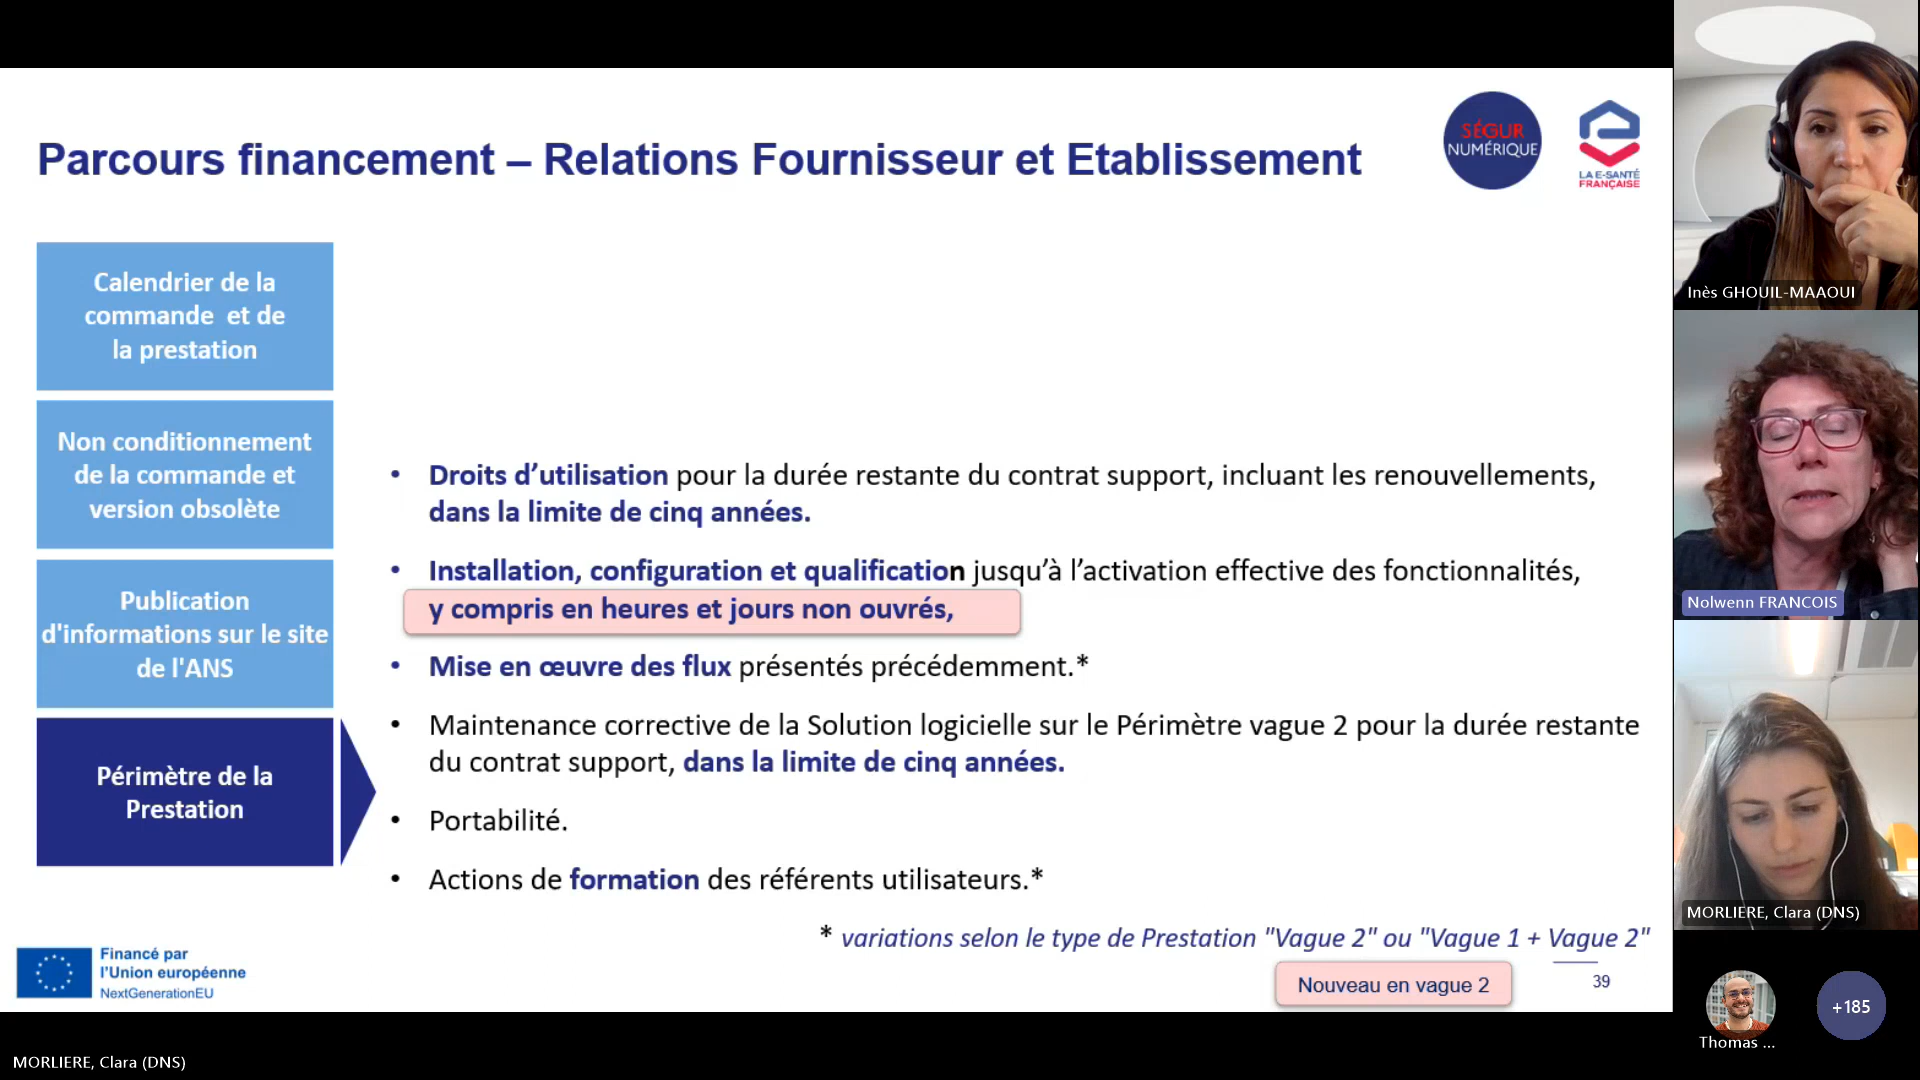 Parcours financement – Relations Fournisseur et Etablissement
SÉGUR
NUMÉRIQUE
LA E-SANTÉ
FRANÇAISE
Calendrier de la
commande et de
la prestation
Non conditionnement
de la commande et
version obsolète
Publication
d'informations sur le site
de l'ANS
Périmètre de la
Prestation
• Droits d’utilisation pour la durée restante du contrat support, incluant les renouvellements,
dans la limite de cinq années.
• Installation, configuration et qualification jusqu’à l’activation effective des fonctionnalités,
y compris en heures et jours non ouvrés,
• Mise en œuvre des flux présentés précédemment.*
• Maintenance corrective de la Solution logicielle sur le Périmètre vague 2 pour la durée restante
du contrat support, dans la limite de cinq années.
• Portabilité.
• Actions de formation des référents utilisateurs.*
* variations selon le type de Prestation "Vague 2" ou "Vague 1 + Vague 2"
Nouveau en vague 2
39
Financé par
l’Union européenne
NextGenerationEU
Inès GHOUIL-MAAOUI
Nolwenn FRANCOIS
MORLIERE, Clara (DNS)
Thomas ...
+185
MORLIERE, Clara (DNS)